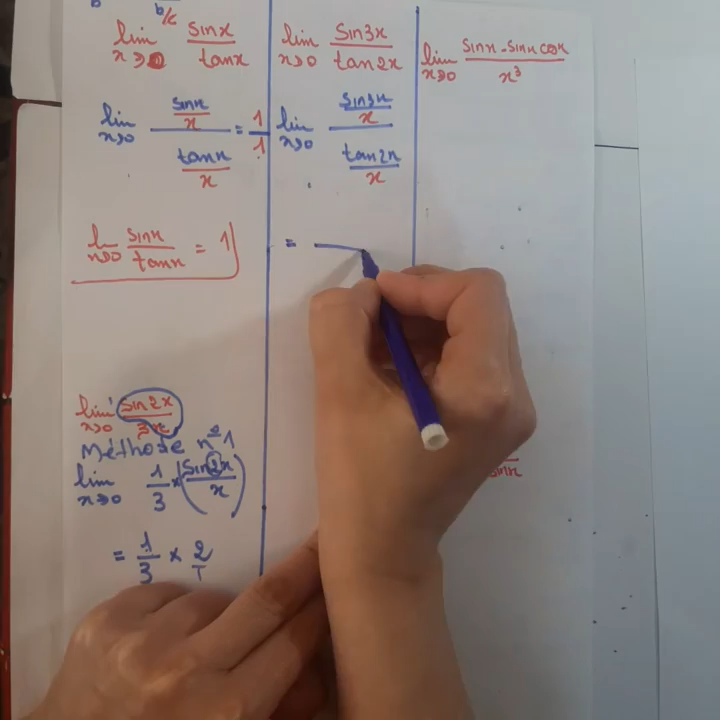 b/c
lim x→0 sinx/tanx
lim x→0 (sinx/x)/(tanx/x) = 1/1
lim x→0 sinx/tanx = 1
lim x→0 sin2x/3x
Méthode n°1
lim x→0 1/3 × (sin2x/x)
= 1/3 × 2/1
lim x→0 sin3x/tan2x
lim x→0 (sin3x/x)/(tan2x/x)
=
lim x→0 sinx - sinx cosx/x³
sinx